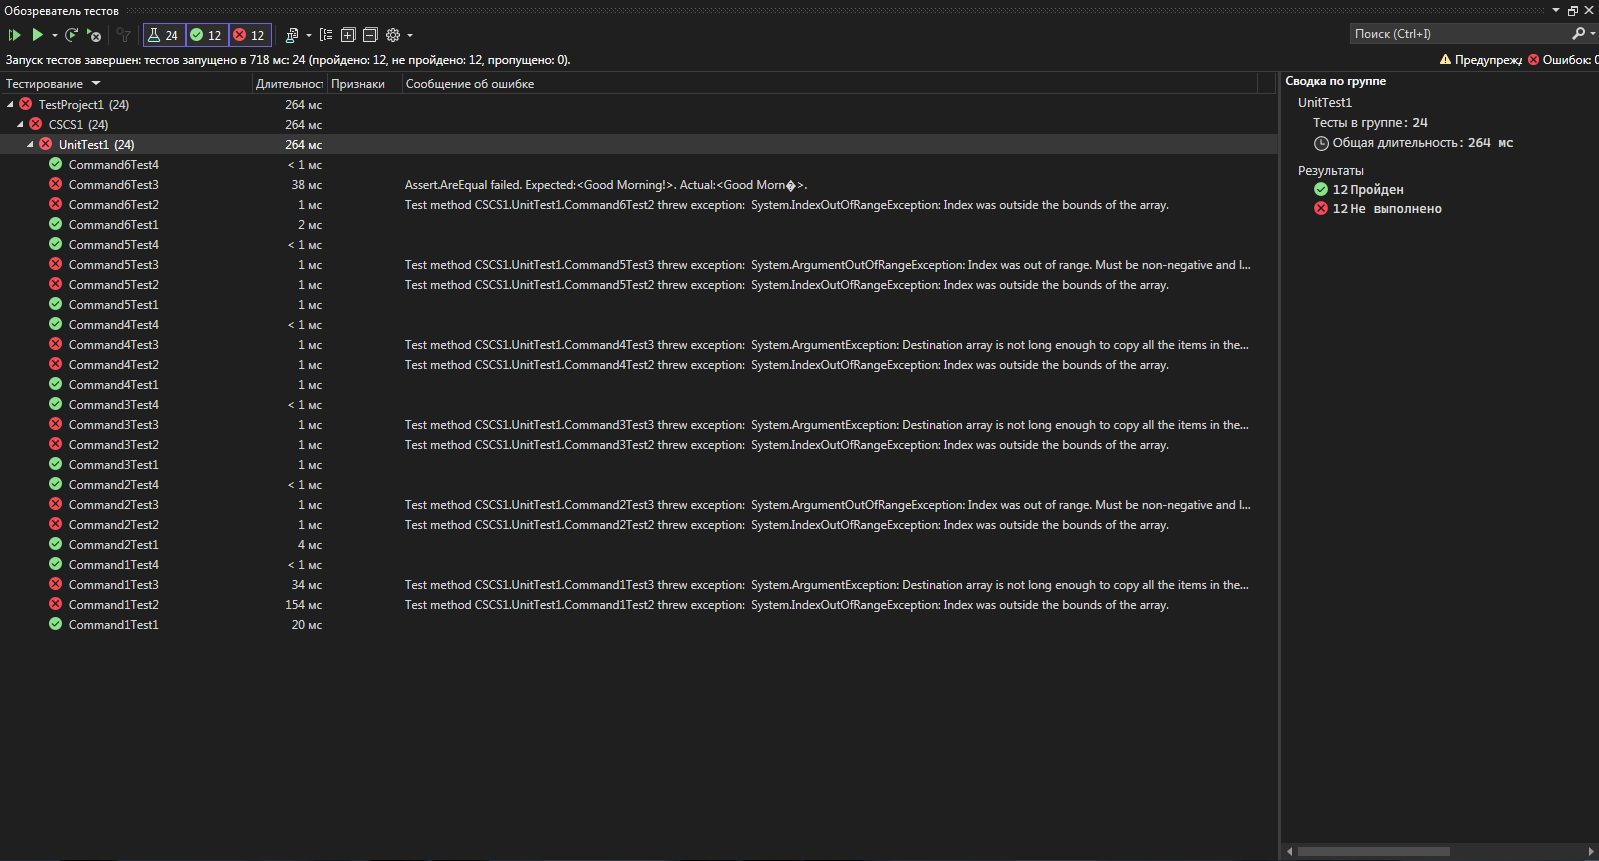 Обозреватель тестов
24 12 12
Поиск (Ctrl+I)
Запуск тестов завершен: тестов запущено в 718 мс: 24 (пройдено: 12, не пройдено: 12, пропущено: 0).
Предупрежд Ошибок: 0
Тестирование Длительност Признаки Сообщение об ошибке
TestProject1 (24) 264 мс
CSCS1 (24) 264 мс
UnitTest1 (24) 264 мс
Command6Test4 < 1 мс
Command6Test3 38 мс Assert.AreEqual failed. Expected:<Good Morning!>. Actual:<Good Morn�>.
Command6Test2 1 мс Test method CSCS1.UnitTest1.Command6Test2 threw exception: System.IndexOutOfRangeException: Index was outside the bounds of the array.
Command6Test1 2 мс
Command5Test4 < 1 мс
Command5Test3 1 мс Test method CSCS1.UnitTest1.Command5Test3 threw exception: System.ArgumentOutOfRangeException: Index was out of range. Must be non-negative and l...
Command5Test2 1 мс Test method CSCS1.UnitTest1.Command5Test2 threw exception: System.IndexOutOfRangeException: Index was outside the bounds of the array.
Command5Test1 1 мс
Command4Test4 < 1 мс
Command4Test3 1 мс Test method CSCS1.UnitTest1.Command4Test3 threw exception: System.ArgumentException: Destination array is not long enough to copy all the items in the...
Command4Test2 1 мс Test method CSCS1.UnitTest1.Command4Test2 threw exception: System.IndexOutOfRangeException: Index was outside the bounds of the array.
Command4Test1 1 мс
Command3Test4 < 1 мс
Command3Test3 1 мс Test method CSCS1.UnitTest1.Command3Test3 threw exception: System.ArgumentException: Destination array is not long enough to copy all the items in the...
Command3Test2 1 мс Test method CSCS1.UnitTest1.Command3Test2 threw exception: System.IndexOutOfRangeException: Index was outside the bounds of the array.
Command3Test1 1 мс
Command2Test4 < 1 мс
Command2Test3 1 мс Test method CSCS1.UnitTest1.Command2Test3 threw exception: System.ArgumentOutOfRangeException: Index was out of range. Must be non-negative and l...
Command2Test2 1 мс Test method CSCS1.UnitTest1.Command2Test2 threw exception: System.IndexOutOfRangeException: Index was outside the bounds of the array.
Command2Test1 4 мс
Command1Test4 < 1 мс
Command1Test3 34 мс Test method CSCS1.UnitTest1.Command1Test3 threw exception: System.ArgumentException: Destination array is not long enough to copy all the items in the...
Command1Test2 154 мс Test method CSCS1.UnitTest1.Command1Test2 threw exception: System.IndexOutOfRangeException: Index was outside the bounds of the array.
Command1Test1 20 мс
Сводка по группе
UnitTest1
Тесты в группе: 24
Общая длительность: 264 мс
Результаты
12 Пройден
12 Не выполнено